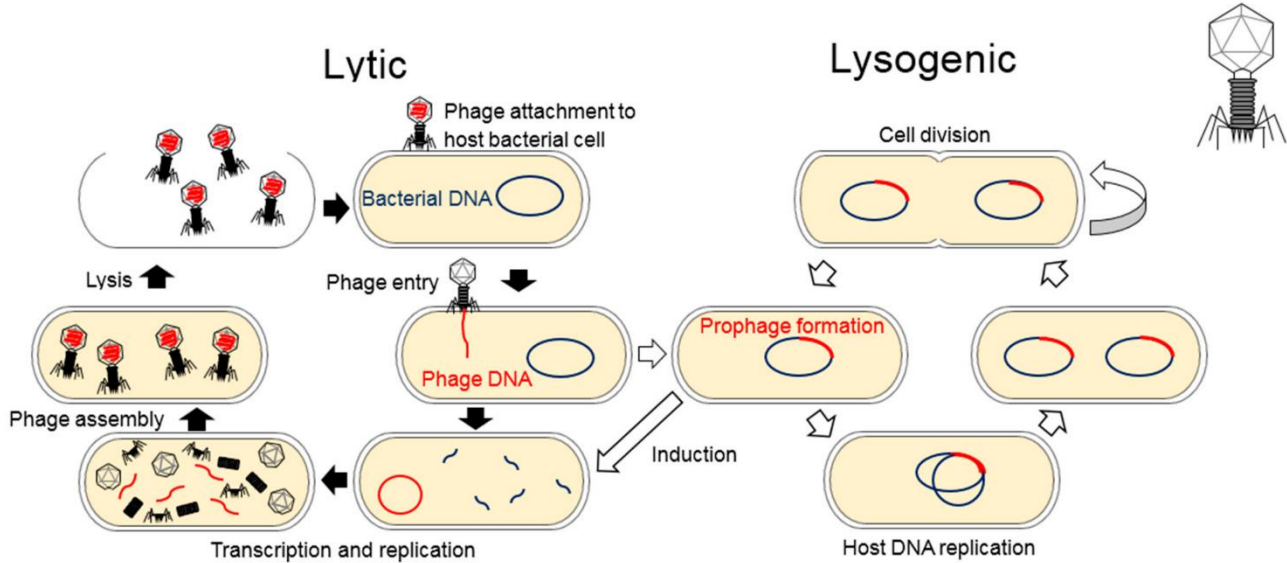 Lytic
Lysogenic
Phage attachment to
host bacterial cell
Cell division
Bacterial DNA
Lysis
Phage entry
Prophage formation
Phage DNA
Phage assembly
Induction
Transcription and replication
Host DNA replication